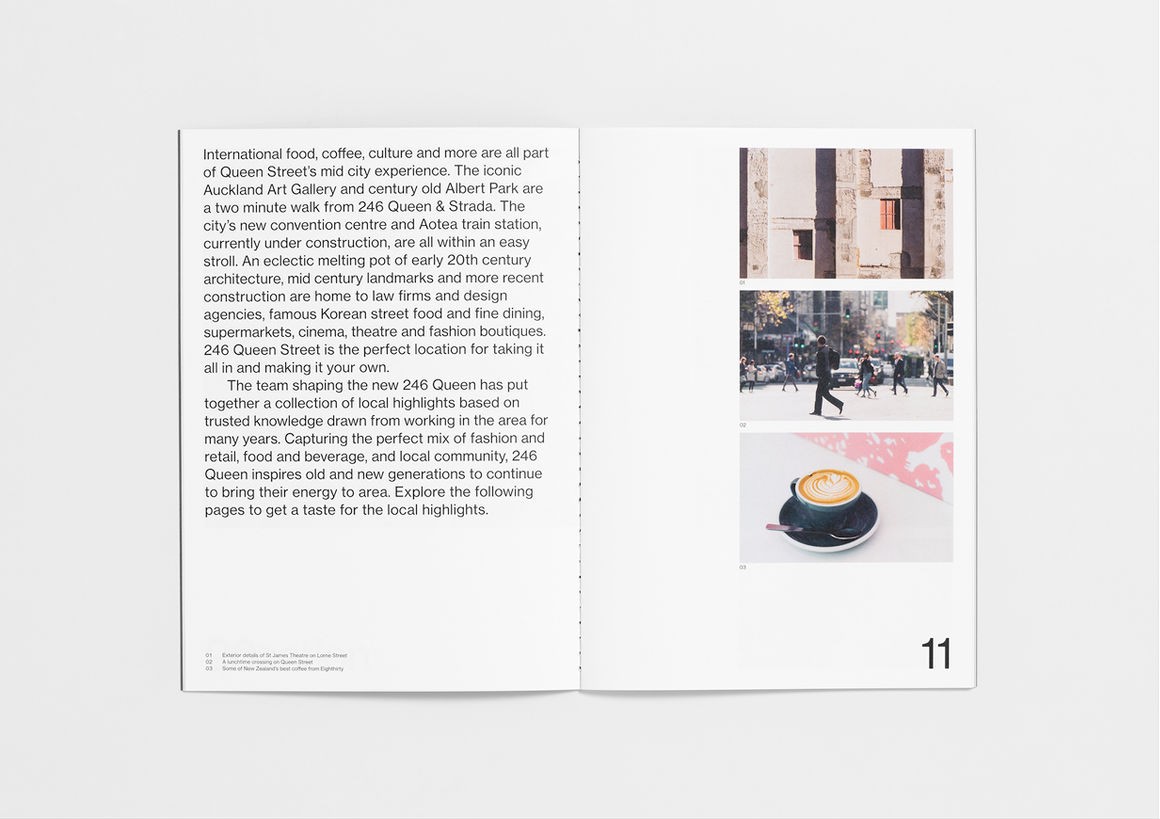 International food, coffee, culture and more are all part
of Queen Street's mid city experience. The iconic
Auckland Art Gallery and century old Albert Park are
a two minute walk from 246 Queen & Strada. The
city's new convention centre and Aotea train station,
currently under construction, are all within an easy
stroll. An eclectic melting pot of early 20th century
architecture, mid century landmarks and more recent
construction are home to law firms and design
agencies, famous Korean street food and fine dining,
supermarkets, cinema, theatre and fashion boutiques.
246 Queen Street is the perfect location for taking it
all in and making it your own.
The team shaping the new 246 Queen has put
together a collection of local highlights based on
trusted knowledge drawn from working in the area for
many years. Capturing the perfect mix of fashion and
retail, food and beverage, and local community, 246
Queen inspires old and new generations to continue
to bring their energy to area. Explore the following
pages to get a taste for the local highlights.
01 Exterior details of St James Theatre on Lorne Street
02 A lunchtime crossing on Queen Street
03 Some of New Zealand's best coffee from Eighthirty
01
02
03
11